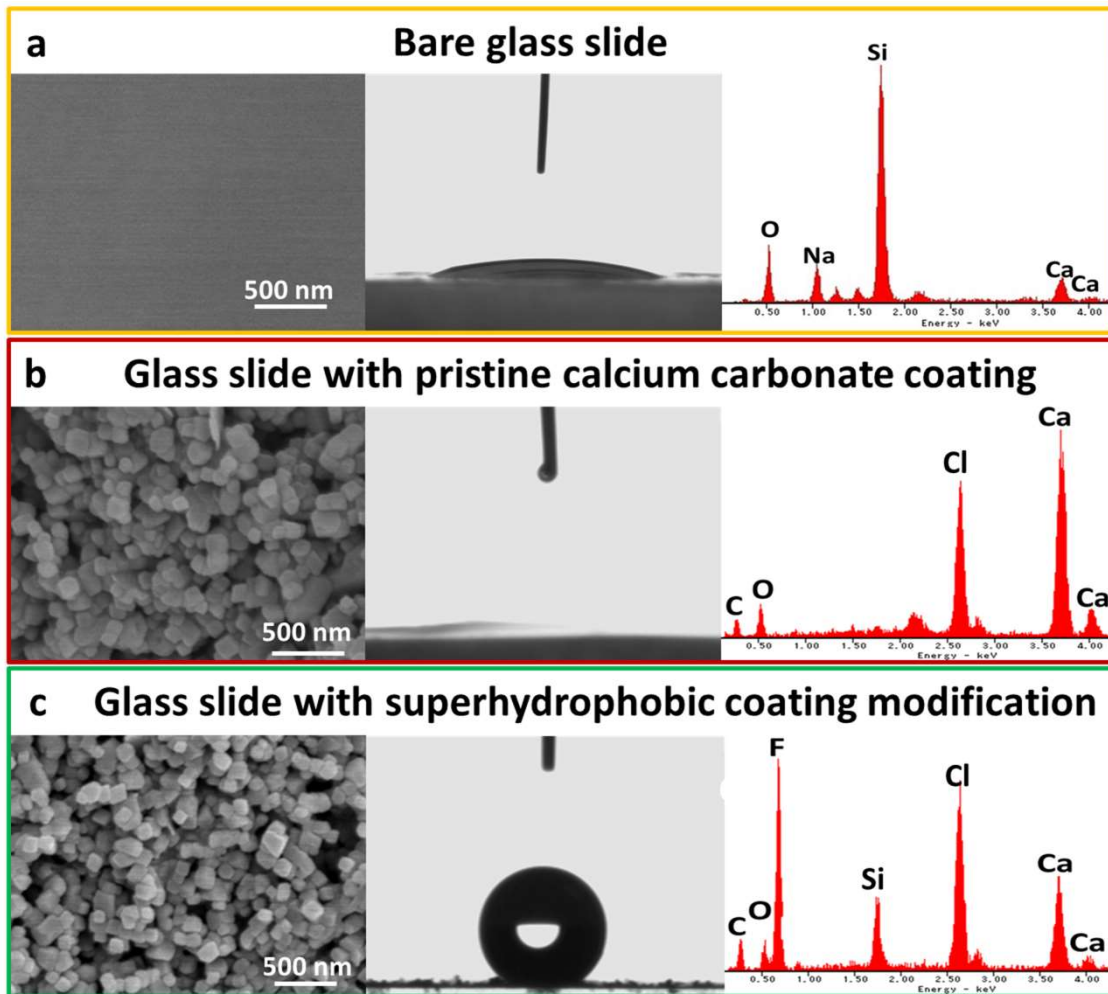 a Bare glass slide
500 nm
O Na Si Ca Ca
0.50 1.00 1.50 2.00 2.50 3.00 3.50 4.00
Energy - keV
b Glass slide with pristine calcium carbonate coating
500 nm
C O Cl Ca Ca
0.50 1.00 1.50 2.00 2.50 3.00 3.50 4.00
Energy - keV
c Glass slide with superhydrophobic coating modification
500 nm
C O F Si Cl Ca Ca
0.50 1.00 1.50 2.00 2.50 3.00 3.50 4.00
Energy - keV